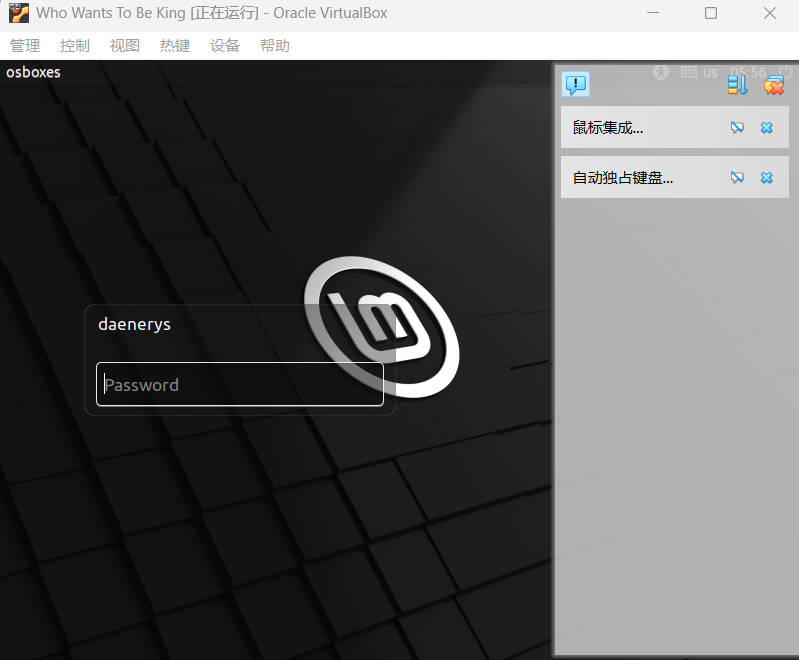 Who Wants To Be King [正在运行] - Oracle VirtualBox
管理 控制 视图 热键 设备 帮助
osboxes us 05:56
鼠标集成...
自动独占键盘...
daenerys
Password